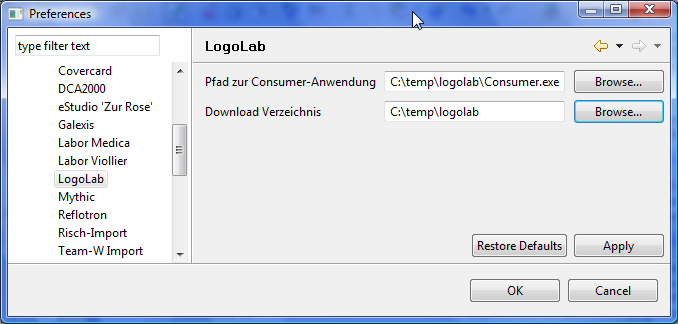 Preferences
type filter text
Covercard
DCA2000
eStudio 'Zur Rose'
Galexis
Labor Medica
Labor Viollier
LogoLab
Mythic
Reflotron
Risch-Import
Team-W Import
LogoLab
Pfad zur Consumer-Anwendung C:\temp\logolab\Consumer.exe Browse...
Download Verzeichnis C:\temp\logolab Browse...
Restore Defaults Apply
OK Cancel